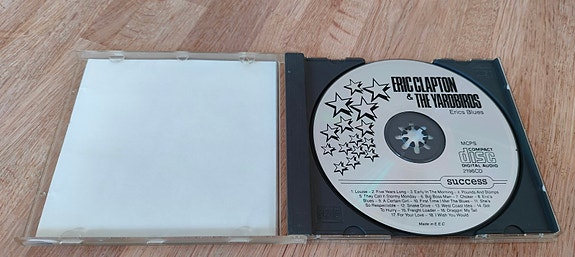 ERIC CLAPTON
& THE YARDBIRDS
Erics Blues
MCPS
COMPACT
disc
DIGITAL AUDIO
2196CD
success
1. Louise - 2. Five Years Long - 3. Early In The Morning - 4. Pounds And Stomps
5. They Call It Stormy Monday - 6. Big Boss Man - 7. Choker - 8. Eric's
Blues - 9. A Certain Girl - 10. First Time I Met The Blues - 11. She's
So Respectable - 12. Snake Drive - 13. West Coast Idea - 14. Got
To Hurry - 15. Freight Loader - 16. Draggin' My Tail
17. For Your Love - 18. I Wish You Would
Made in E E C